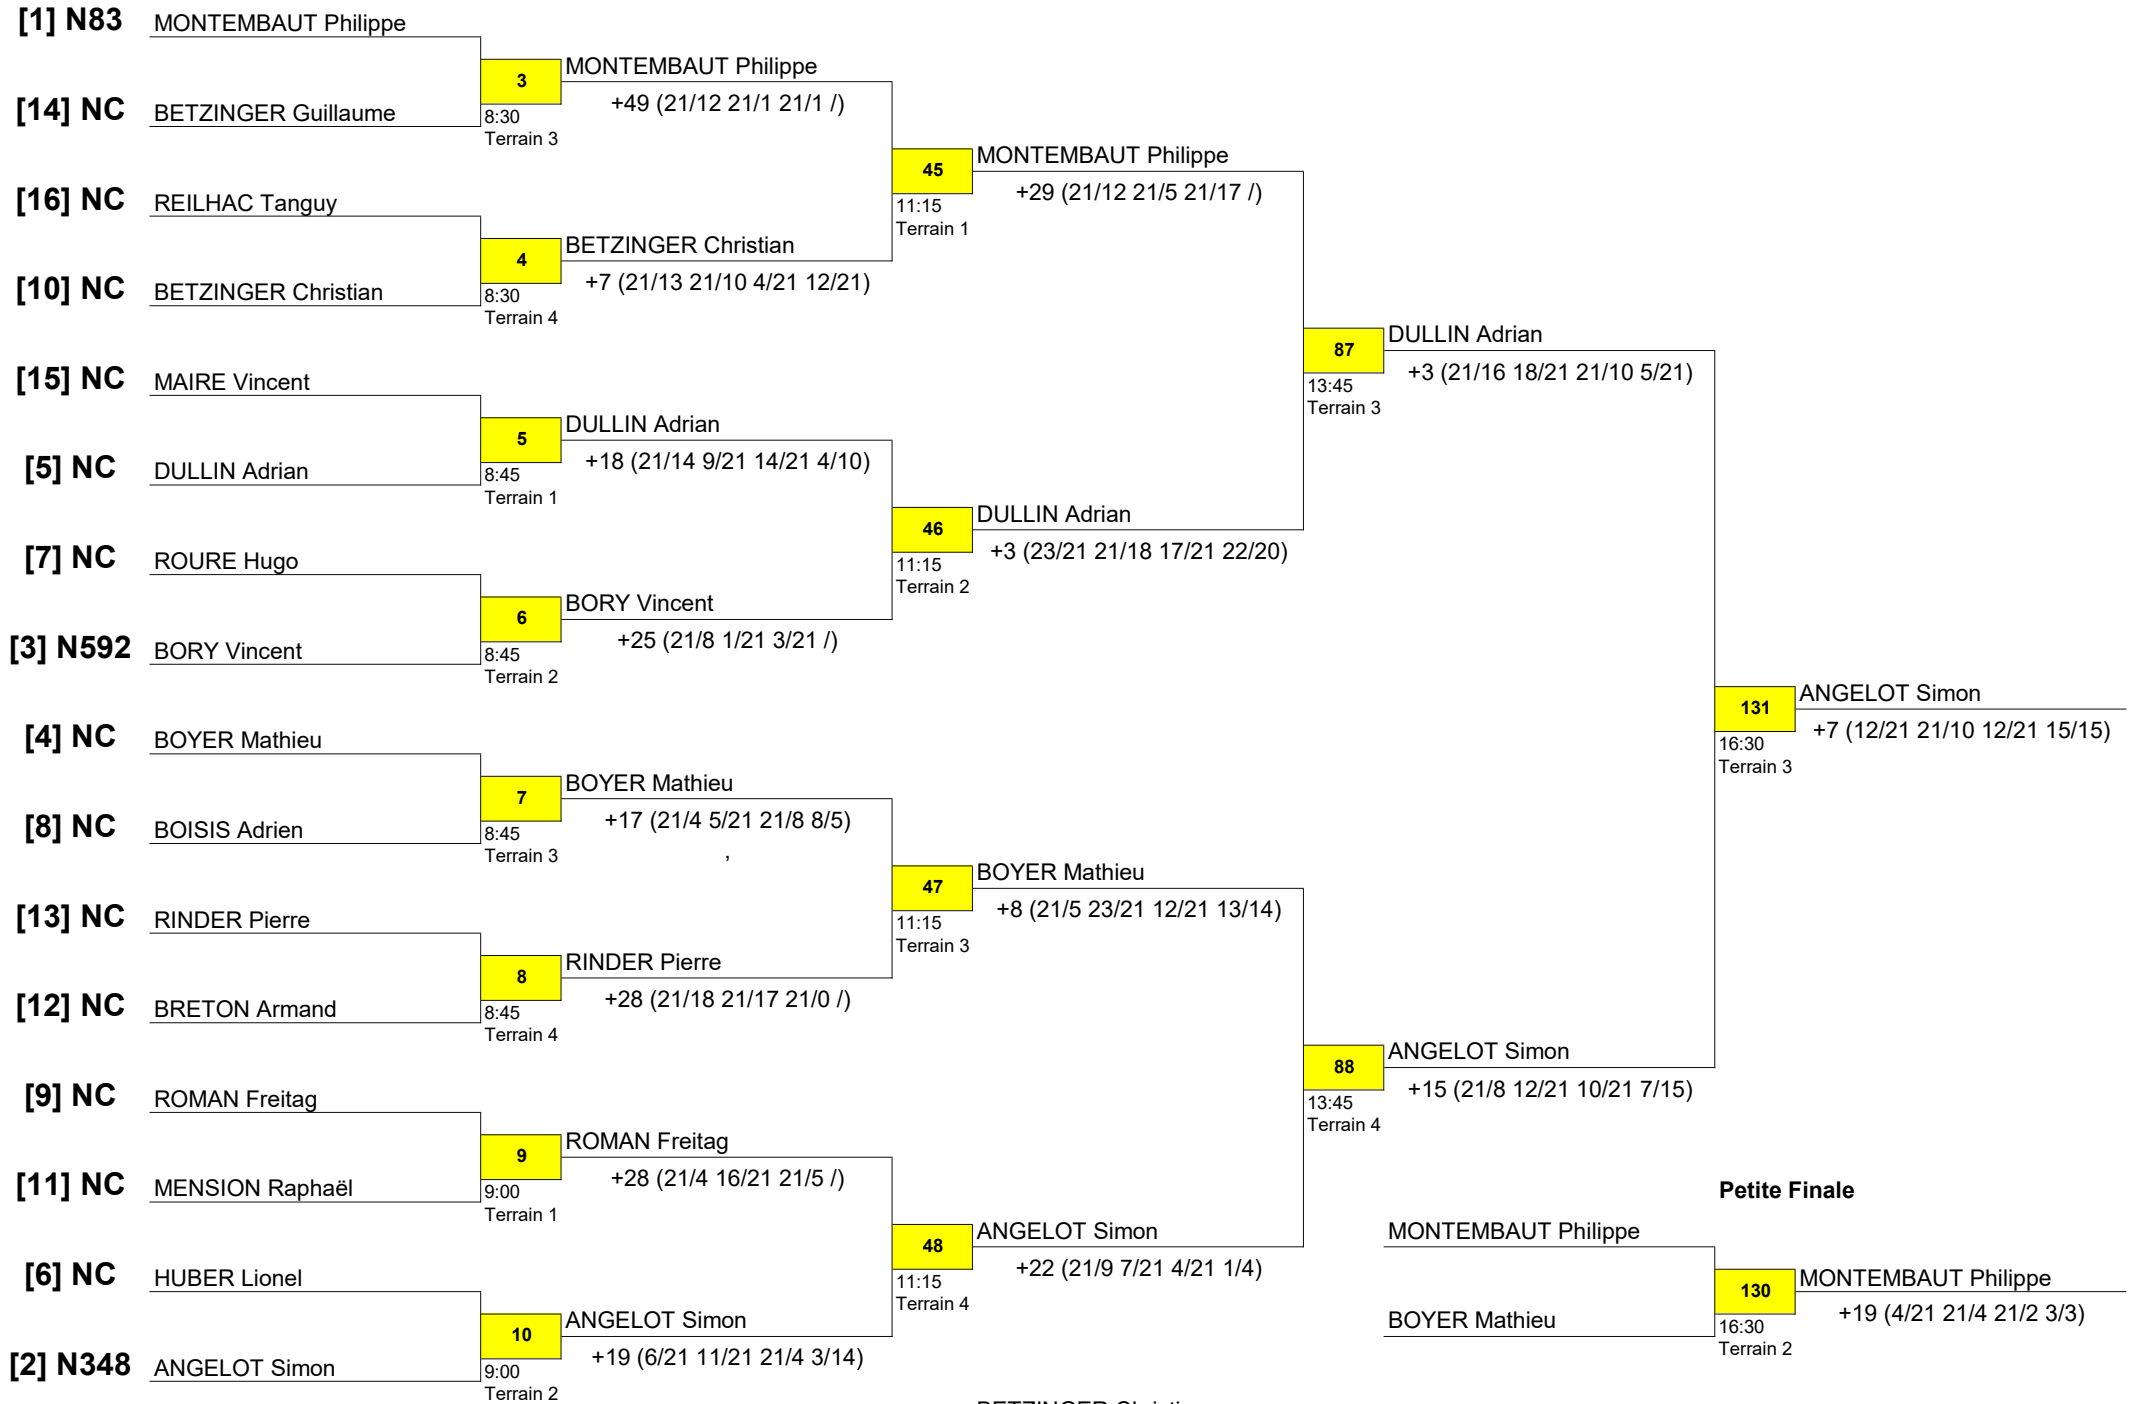 [1] N83 MONTEMBAUT Philippe
3 MONTEMBAUT Philippe
+49 (21/12 21/1 21/1 /)
[14] NC BETZINGER Guillaume
8:30
Terrain 3
45 MONTEMBAUT Philippe
+29 (21/12 21/5 21/17 /)
[16] NC REILHAC Tanguy
11:15
Terrain 1
4 BETZINGER Christian
+7 (21/13 21/10 4/21 12/21)
[10] NC BETZINGER Christian
8:30
Terrain 4
87 DULLIN Adrian
+3 (21/16 18/21 21/10 5/21)
[15] NC MAIRE Vincent
13:45
Terrain 3
5 DULLIN Adrian
+18 (21/14 9/21 14/21 4/10)
[5] NC DULLIN Adrian
8:45
Terrain 1
46 DULLIN Adrian
+3 (23/21 21/18 17/21 22/20)
[7] NC ROURE Hugo
11:15
Terrain 2
6 BORY Vincent
+25 (21/8 1/21 3/21 /)
[3] N592 BORY Vincent
8:45
Terrain 2
131 ANGELOT Simon
+7 (12/21 21/10 12/21 15/15)
[4] NC BOYER Mathieu
16:30
Terrain 3
7 BOYER Mathieu
+17 (21/4 5/21 21/8 8/5)
,
[8] NC BOISIS Adrien
8:45
Terrain 3
47 BOYER Mathieu
+8 (21/5 23/21 12/21 13/14)
[13] NC RINDER Pierre
11:15
Terrain 3
8 RINDER Pierre
+28 (21/18 21/17 21/0 /)
[12] NC BRETON Armand
8:45
Terrain 4
88 ANGELOT Simon
+15 (21/8 12/21 10/21 7/15)
[9] NC ROMAN Freitag
13:45
Terrain 4
9 ROMAN Freitag
+28 (21/4 16/21 21/5 /)
[11] NC MENSION Raphaël
9:00
Terrain 1
Petite Finale
48 ANGELOT Simon
+22 (21/9 7/21 4/21 1/4)
MONTEMBAUT Philippe
[6] NC HUBER Lionel
11:15
Terrain 4
130 MONTEMBAUT Philippe
+19 (4/21 21/4 21/2 3/3)
10 ANGELOT Simon
+19 (6/21 11/21 21/4 3/14)
BOYER Mathieu
16:30
Terrain 2
[2] N348 ANGELOT Simon
9:00
Terrain 2